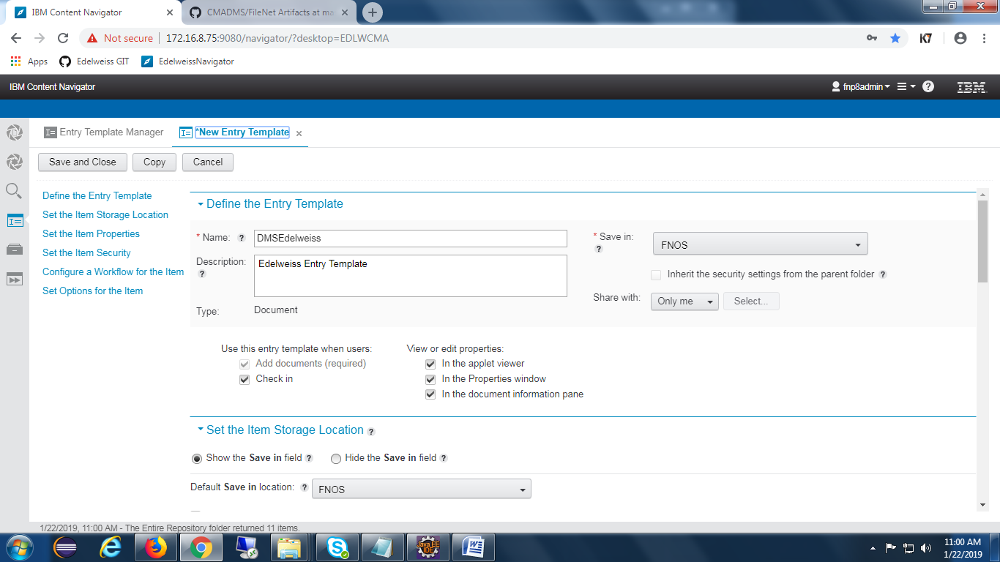 IBM Content Navigator
CMADMS/FileNet Artifacts at ma
Not secure
172.16.8.75:9080/navigator/?desktop=EDLWCMA
K7
Apps
Edelweiss GIT
EdelweissNavigator
IBM Content Navigator
fnp8admin
?
IBM
Entry Template Manager
*New Entry Template
Save and Close
Copy
Cancel
Define the Entry Template
Set the Item Storage Location
Set the Item Properties
Set the Item Security
Configure a Workflow for the Item
Set Options for the Item
Define the Entry Template
* Name: ?
DMSEdelweiss
* Save in: ?
FNOS
Description: ?
Edelweiss Entry Template
Inherit the security settings from the parent folder ?
Share with:
Only me
Select...
Type:
Document
Use this entry template when users:
Add documents (required)
Check in
View or edit properties:
In the applet viewer
In the Properties window
In the document information pane
Set the Item Storage Location ?
Show the Save in field ?
Hide the Save in field ?
Default Save in location: ?
FNOS
1/22/2019, 11:00 AM - The Entire Repository folder returned 11 items.
Java EE
IDE
11:00 AM
1/22/2019